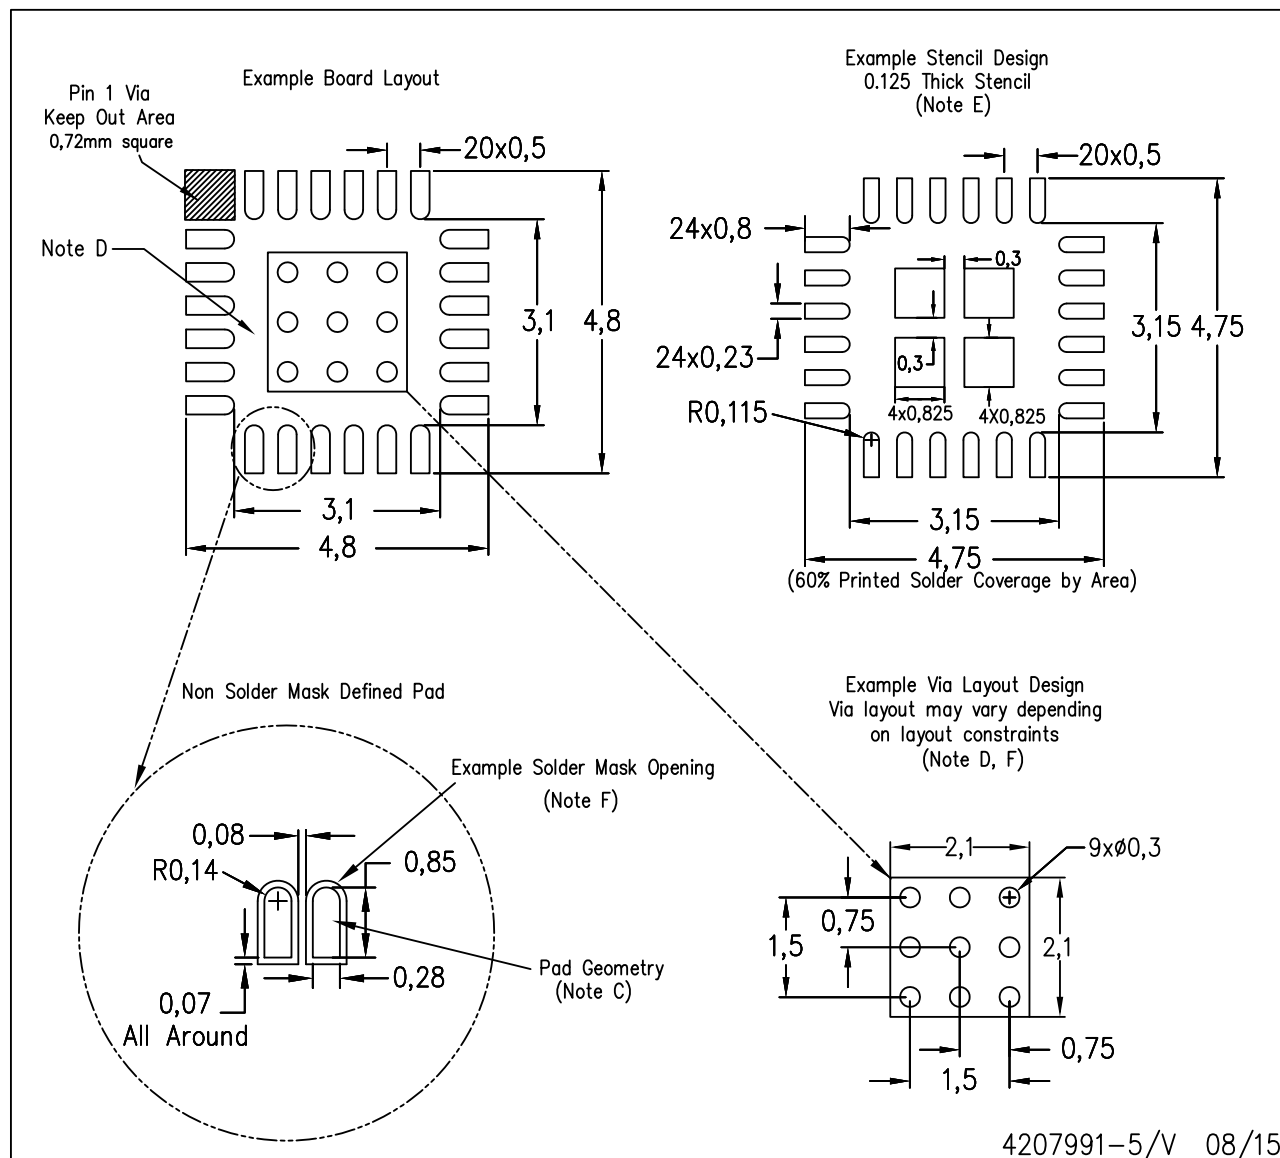 Example Board Layout
Pin 1 Via
Keep Out Area
0,72mm square
20x0,5
Note D
3,1
4,8
3,1
4,8
Example Stencil Design
0.125 Thick Stencil
(Note E)
20x0,5
24x0,8
0,3
3,15
4,75
24x0,23
0,3
R0,115
4x0,825
4X0,825
3,15
4,75
(60% Printed Solder Coverage by Area)
Non Solder Mask Defined Pad
Example Solder Mask Opening
(Note F)
0,08
R0,14
0,85
0,28
Pad Geometry
(Note C)
0,07
All Around
Example Via Layout Design
Via layout may vary depending
on layout constraints
(Note D, F)
2,1
9xø0,3
0,75
1,5
2,1
0,75
1,5
4207991-5/V 08/15